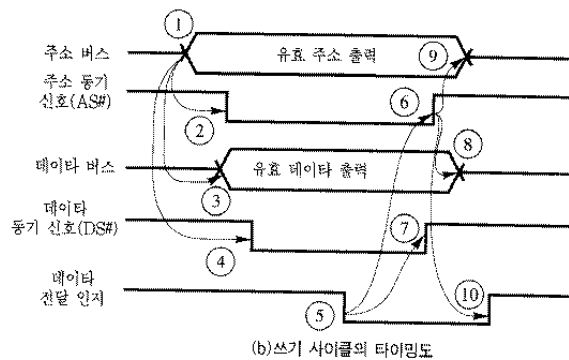 ①
주소 버스
유효 주소 출력
⑨
주소 동기
신호(AS#)
②
⑥
데이타 버스
유효 데이타 출력
⑧
③
데이타
동기 신호(DS#)
④
⑦
데이타
전달 인지
⑤
⑩
(b)쓰기 사이클의 타이밍도